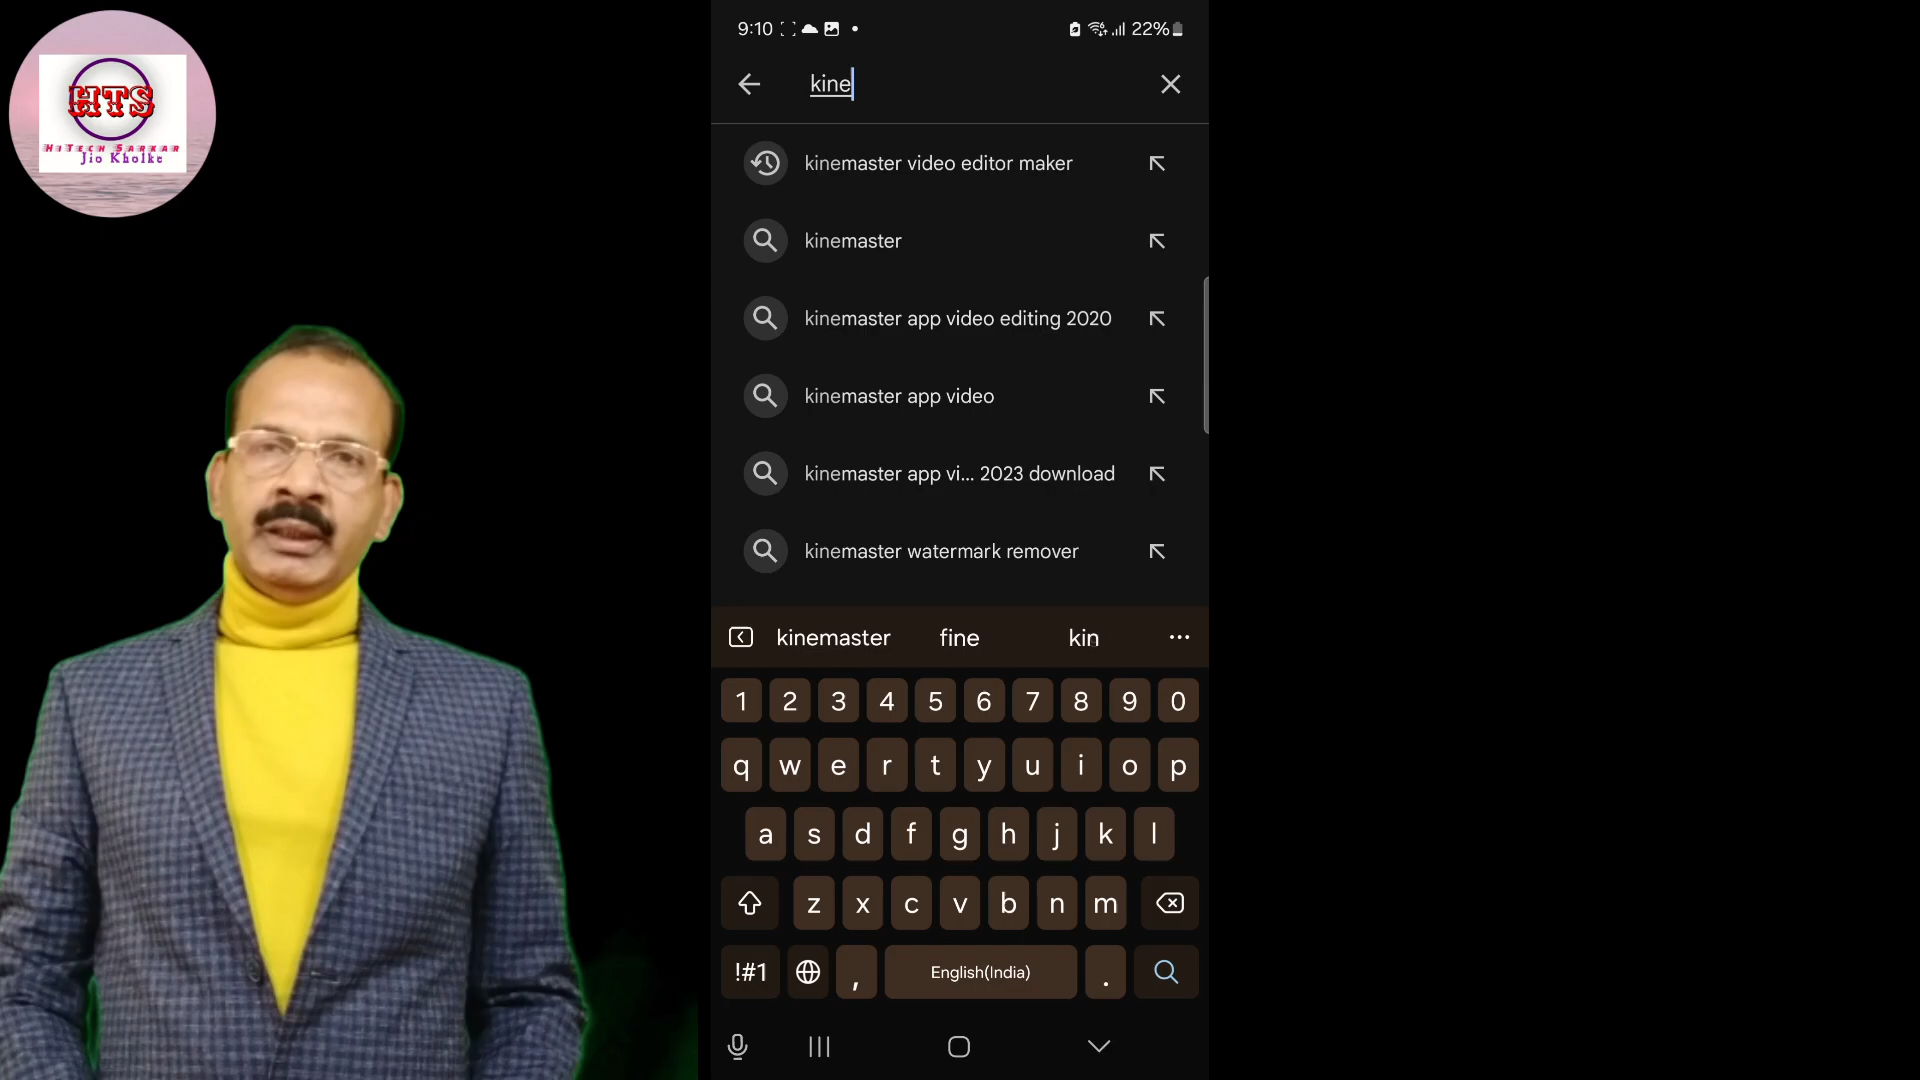 HTS
HiTech Sarkar
Jio Kholke
9:10
22%
kine
kinemaster video editor maker
kinemaster
kinemaster app video editing 2020
kinemaster app video
kinemaster app vi... 2023 download
kinemaster watermark remover
kinemaster fine kin
1 2 3 4 5 6 7 8 9 0
q w e r t y u i o p
a s d f g h j k l
z x c v b n m
!#1 , English(India) .